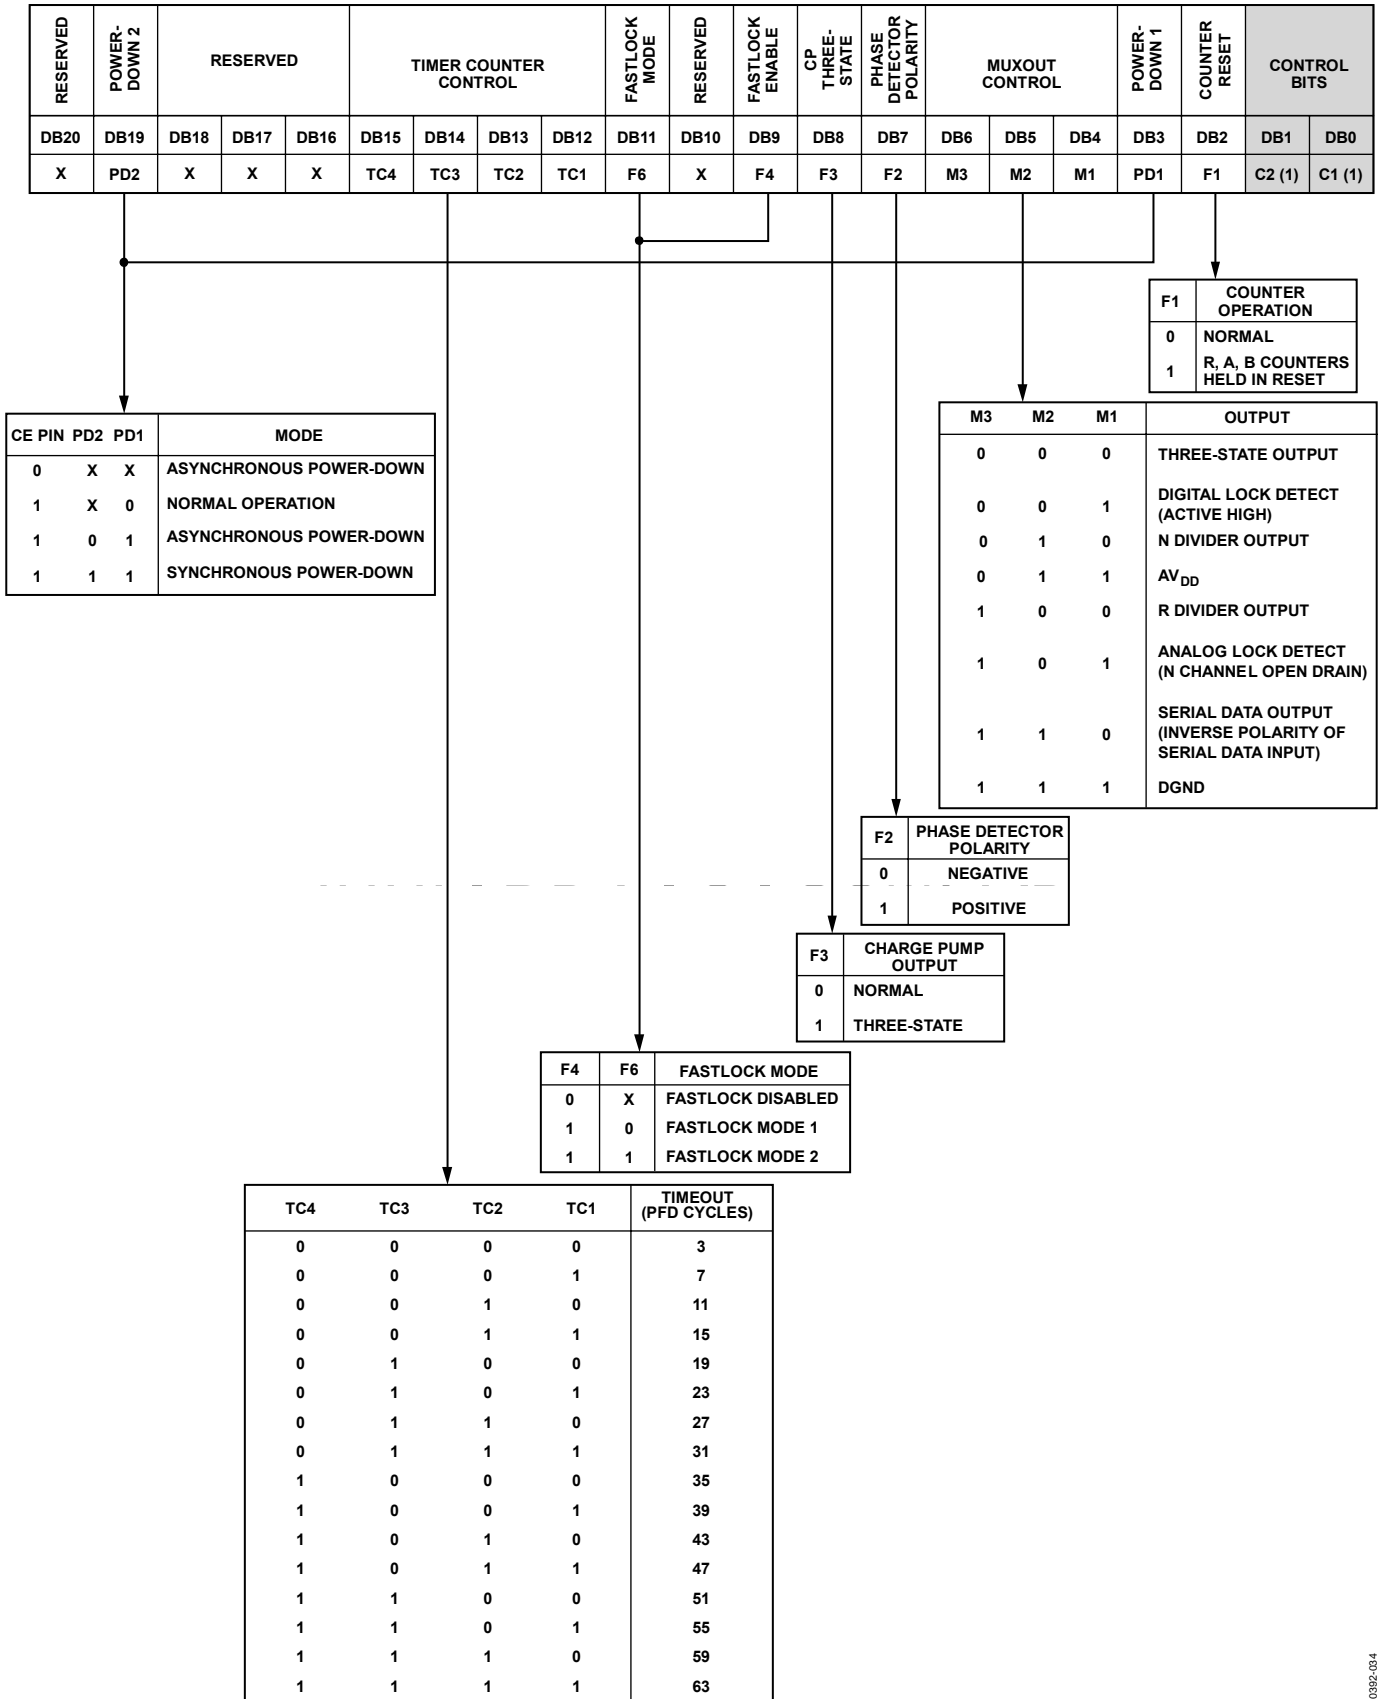 RESERVED
POWER-
DOWN 2
RESERVED
TIMER COUNTER
CONTROL
FASTLOCK
MODE
RESERVED
FASTLOCK
ENABLE
CP
THREE-
STATE
PHASE
DETECTOR
POLARITY
MUXOUT
CONTROL
POWER-
DOWN 1
COUNTER
RESET
CONTROL
BITS
DB20 DB19 DB18 DB17 DB16 DB15 DB14 DB13 DB12 DB11 DB10 DB9 DB8 DB7 DB6 DB5 DB4 DB3 DB2 DB1 DB0
X PD2 X X X TC4 TC3 TC2 TC1 F6 X F4 F3 F2 M3 M2 M1 PD1 F1 C2 (1) C1 (1)
F1 COUNTER
OPERATION
0 NORMAL
1 R, A, B COUNTERS
HELD IN RESET
CE PIN PD2 PD1 MODE
0 X X ASYNCHRONOUS POWER-DOWN
1 X 0 NORMAL OPERATION
1 0 1 ASYNCHRONOUS POWER-DOWN
1 1 1 SYNCHRONOUS POWER-DOWN
M3 M2 M1 OUTPUT
0 0 0 THREE-STATE OUTPUT
0 0 1 DIGITAL LOCK DETECT
(ACTIVE HIGH)
0 1 0 N DIVIDER OUTPUT
0 1 1 AVDD
1 0 0 R DIVIDER OUTPUT
1 0 1 ANALOG LOCK DETECT
(N CHANNEL OPEN DRAIN)
1 1 0 SERIAL DATA OUTPUT
(INVERSE POLARITY OF
SERIAL DATA INPUT)
1 1 1 DGND
F2 PHASE DETECTOR
POLARITY
0 NEGATIVE
1 POSITIVE
F3 CHARGE PUMP
OUTPUT
0 NORMAL
1 THREE-STATE
F4 F6 FASTLOCK MODE
0 X FASTLOCK DISABLED
1 0 FASTLOCK MODE 1
1 1 FASTLOCK MODE 2
TC4 TC3 TC2 TC1 TIMEOUT
(PFD CYCLES)
0 0 0 0 3
0 0 0 1 7
0 0 1 0 11
0 0 1 1 15
0 1 0 0 19
0 1 0 1 23
0 1 1 0 27
0 1 1 1 31
1 0 0 0 35
1 0 0 1 39
1 0 1 0 43
1 0 1 1 47
1 1 0 0 51
1 1 0 1 55
1 1 1 0 59
1 1 1 1 63
0392-034